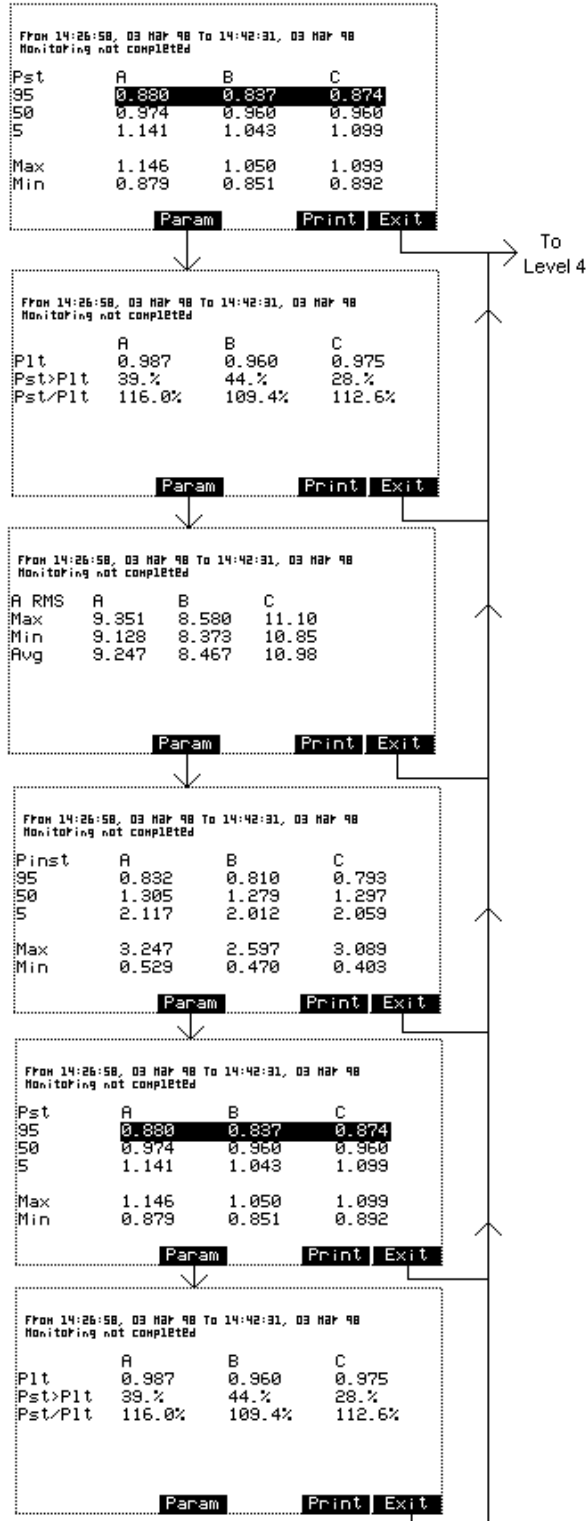 From 14:26:58, 03 Mar 98 To 14:42:31, 03 Mar 98
Monitoring not completed
Pst A B C
95 0.880 0.837 0.874
50 0.974 0.960 0.960
5 1.141 1.043 1.099
Max 1.146 1.050 1.099
Min 0.879 0.851 0.892
Param Print Exit
To
Level 4
From 14:26:58, 03 Mar 98 To 14:42:31, 03 Mar 98
Monitoring not completed
A B C
Plt 0.987 0.960 0.975
Pst>Plt 39.% 44.% 28.%
Pst/Plt 116.0% 109.4% 112.6%
Param Print Exit
From 14:26:58, 03 Mar 98 To 14:42:31, 03 Mar 98
Monitoring not completed
A RMS A B C
Max 9.351 8.580 11.10
Min 9.128 8.373 10.85
Avg 9.247 8.467 10.98
Param Print Exit
From 14:26:58, 03 Mar 98 To 14:42:31, 03 Mar 98
Monitoring not completed
Pinst A B C
95 0.832 0.810 0.793
50 1.305 1.279 1.297
5 2.117 2.012 2.059
Max 3.247 2.597 3.089
Min 0.529 0.470 0.403
Param Print Exit
From 14:26:58, 03 Mar 98 To 14:42:31, 03 Mar 98
Monitoring not completed
Pst A B C
95 0.880 0.837 0.874
50 0.974 0.960 0.960
5 1.141 1.043 1.099
Max 1.146 1.050 1.099
Min 0.879 0.851 0.892
Param Print Exit
From 14:26:58, 03 Mar 98 To 14:42:31, 03 Mar 98
Monitoring not completed
A B C
Plt 0.987 0.960 0.975
Pst>Plt 39.% 44.% 28.%
Pst/Plt 116.0% 109.4% 112.6%
Param Print Exit